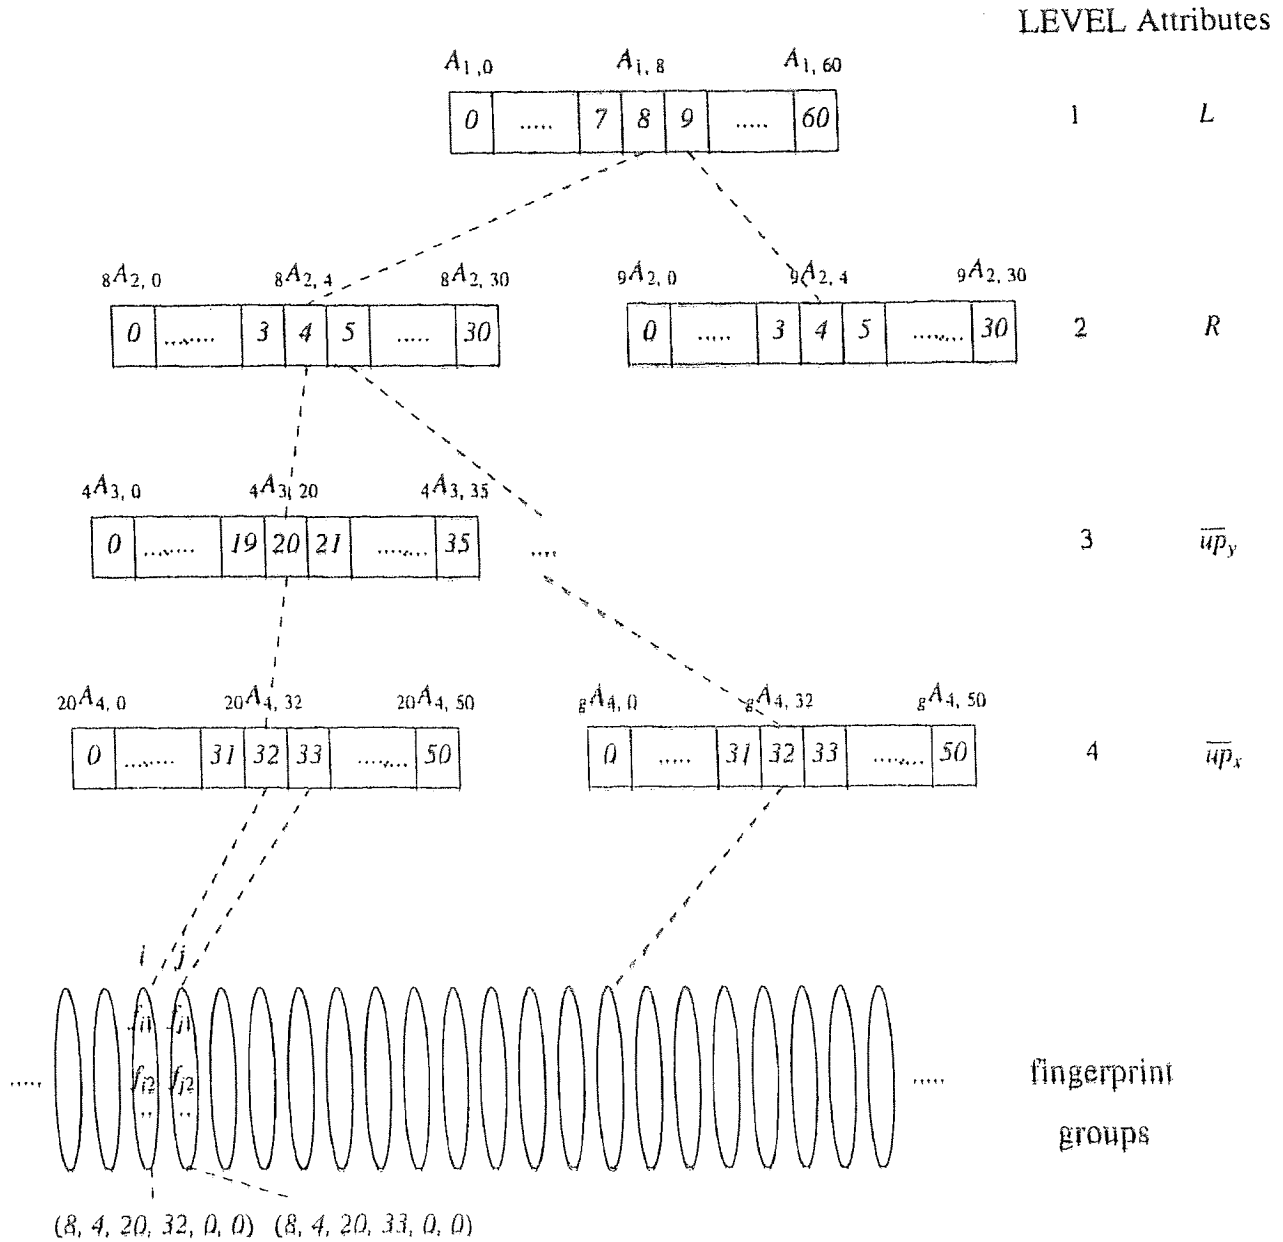 LEVEL Attributes
A1,0 A1,8 A1,60
0 ..... 7 8 9 ..... 60 1 L
8A2,0 8A2,4 8A2,30 9A2,0 9A2,4 9A2,30
0 ....... 3 4 5 ..... 30 0 ..... 3 4 5 ....... 30 2 R
4A3,0 4A3,20 4A3,35
0 ....... 19 20 21 ....... 35 .... 3 up̅y
20A4,0 20A4,32 20A4,50 gA4,0 gA4,32 gA4,50
0 ....... 31 32 33 ....... 50 0 ..... 31 32 33 ....... 50 4 up̅x
i j
fi1 fj1
..... fi2 fj2 ..... fingerprint
.. ..
groups
(8, 4, 20, 32, 0, 0) (8, 4, 20, 33, 0, 0)